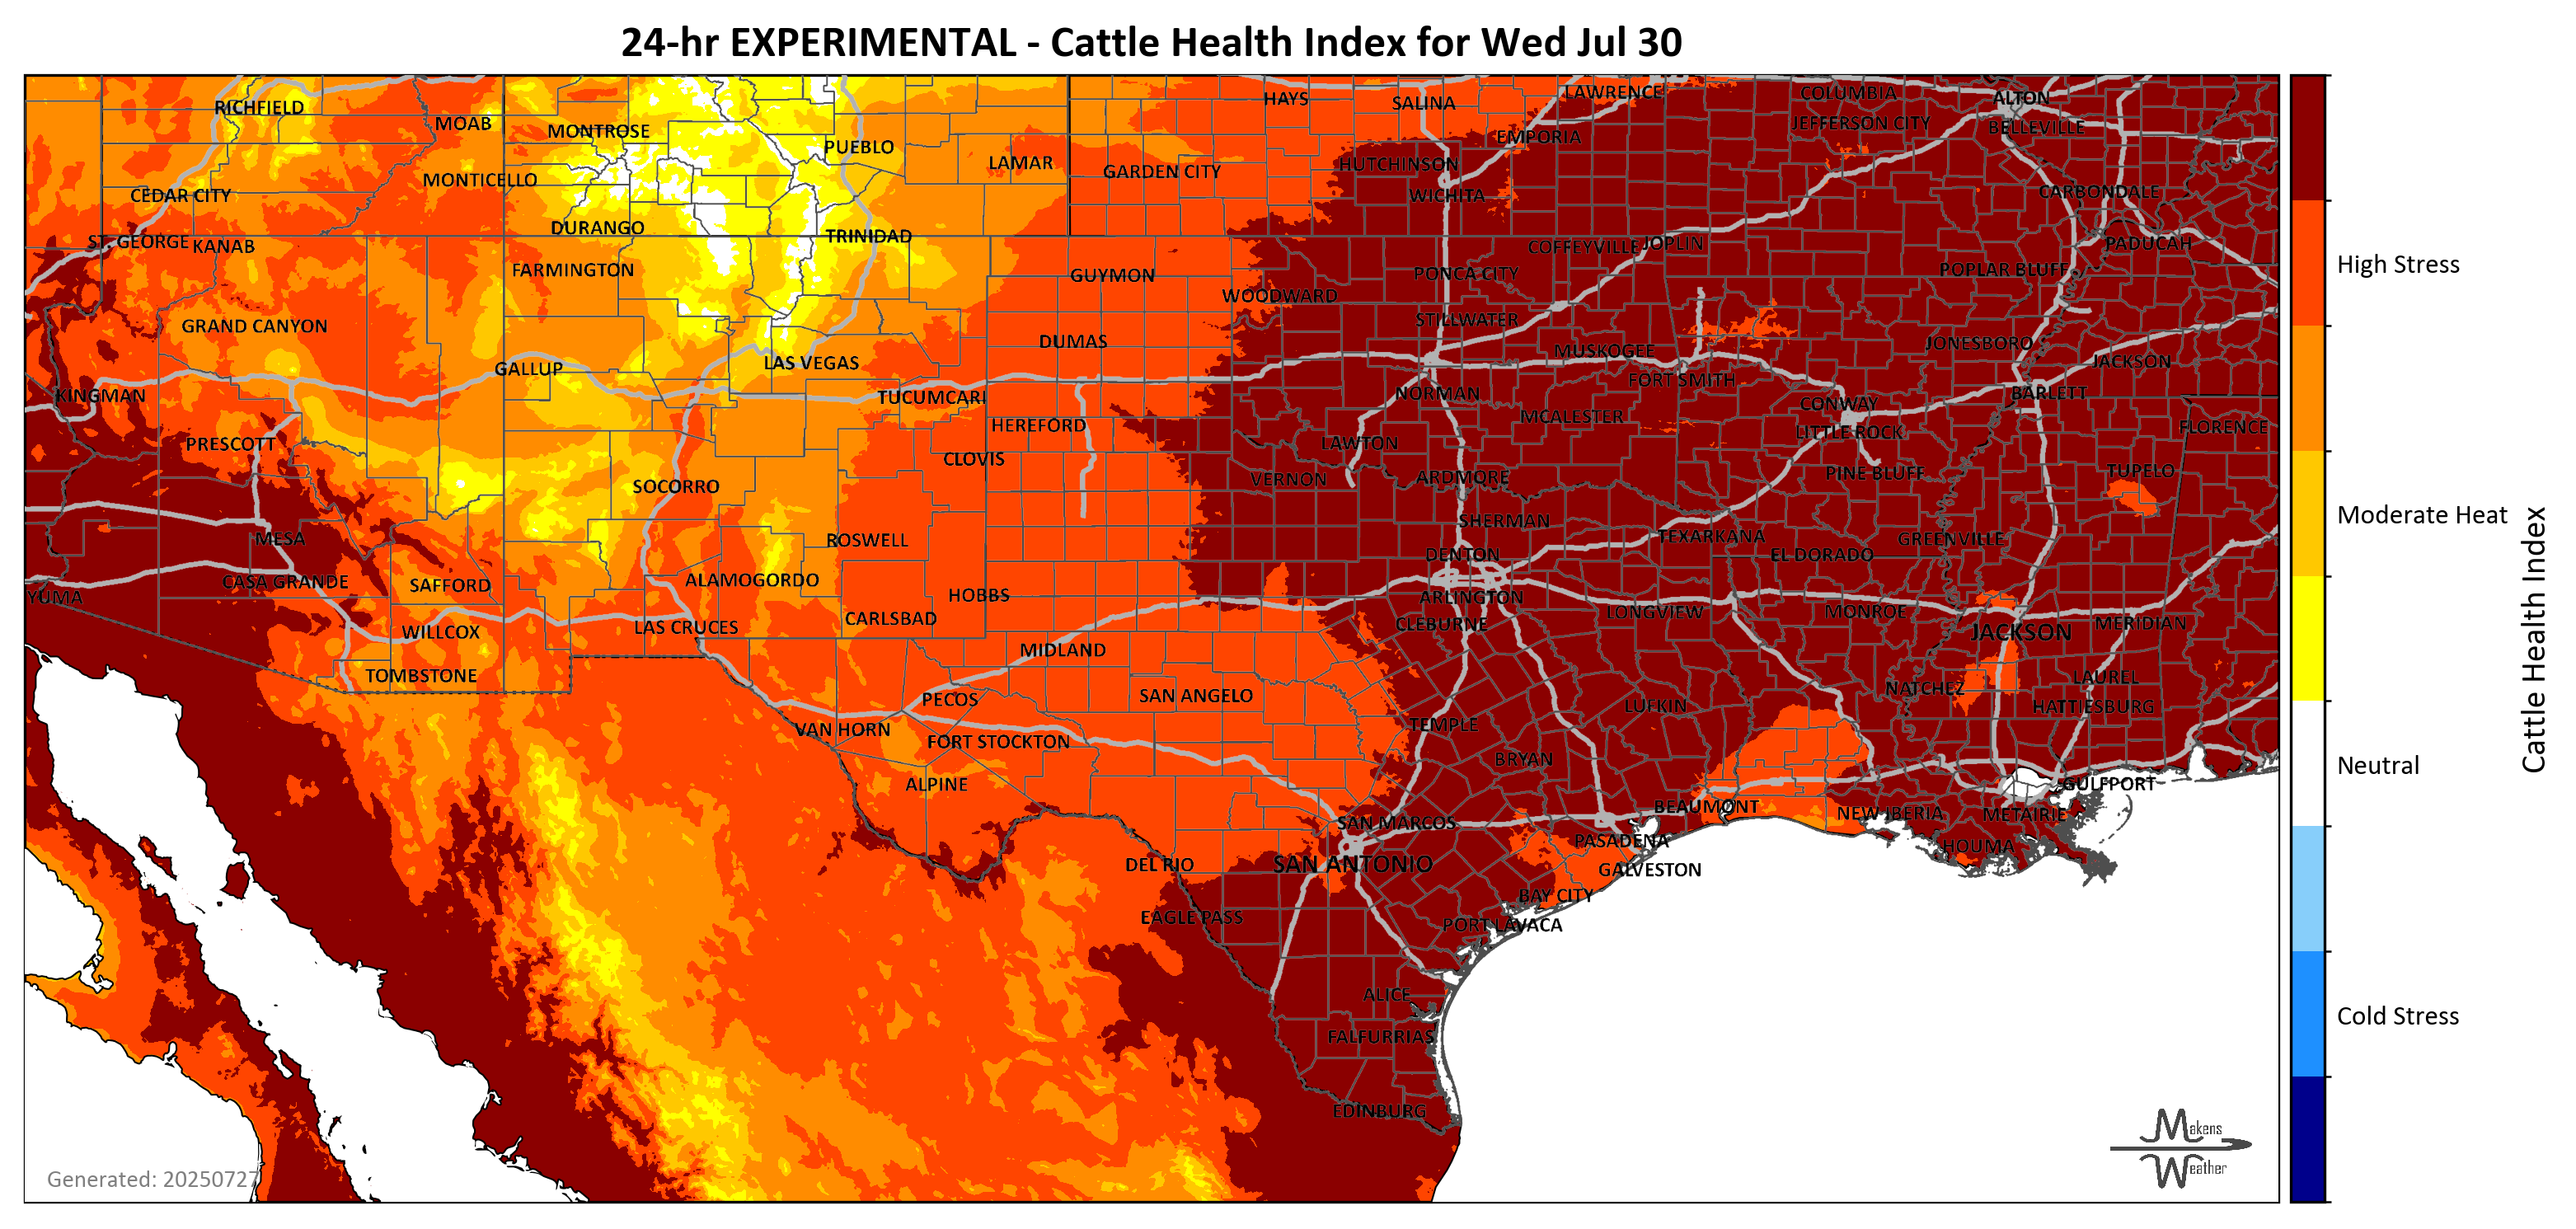 24-hr EXPERIMENTAL - Cattle Health Index for Wed Jul 30
RICHFIELD
MOAB
MONTROSE
PUEBLO
LAMAR
HAYS
SALINA
LAWRENCE
COLUMBIA
ALTON
JEFFERSON CITY
BELLEVILLE
EMPORIA
GARDEN CITY
HUTCHINSON
CEDAR CITY
MONTICELLO
WICHITA
CARBONDALE
ST. GEORGE
KANAB
DURANGO
TRINIDAD
COFFEYVILLE
JOPLIN
PADUCAH
FARMINGTON
GUYMON
PONCA CITY
POPLAR BLUFF
WOODWARD
GRAND CANYON
STILLWATER
DUMAS
MUSKOGEE
JONESBORO
GALLUP
LAS VEGAS
FORT SMITH
JACKSON
KINGMAN
TUCUMCARI
NORMAN
CONWAY
BARLETT
HEREFORD
MCALESTER
LITTLE ROCK
FLORENCE
PRESCOTT
CLOVIS
LAWTON
SOCORRO
VERNON
ARDMORE
PINE BLUFF
TUPELO
MESA
ROSWELL
SHERMAN
TEXARKANA
GREENVILLE
DENTON
EL DORADO
CASA GRANDE
SAFFORD
ALAMOGORDO
YUMA
HOBBS
ARLINGTON
LONGVIEW
MONROE
WILLCOX
LAS CRUCES
CARLSBAD
CLEBURNE
JACKSON
MERIDIAN
TOMBSTONE
MIDLAND
PECOS
SAN ANGELO
NATCHEZ
LAUREL
VAN HORN
FORT STOCKTON
TEMPLE
LUFKIN
HATTIESBURG
ALPINE
BRYAN
GULFPORT
SAN MARCOS
BEAUMONT
NEW IBERIA
METAIRIE
DEL RIO
SAN ANTONIO
PASADENA
GALVESTON
HOUMA
EAGLE PASS
BAY CITY
PORT LAVACA
ALICE
FALFURRIAS
EDINBURG
Generated: 20250727
Makens
Weather
High Stress
Moderate Heat
Neutral
Cold Stress
Cattle Health Index